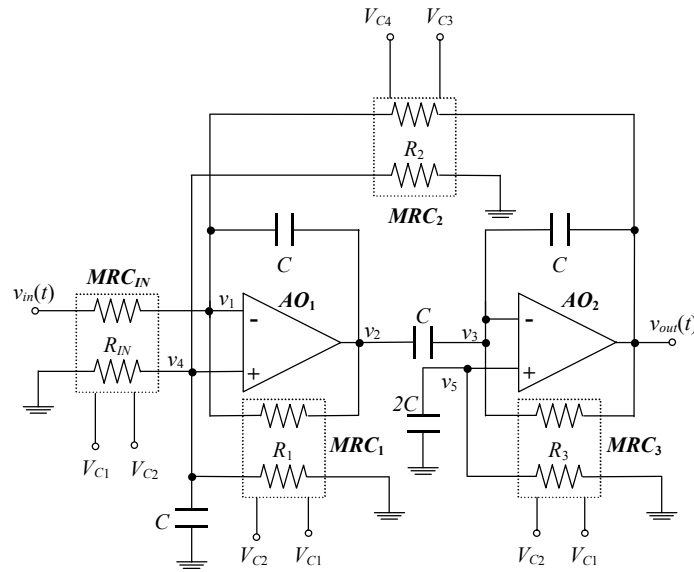 V_C4 V_C3
R_2
MRC_2
C C
MRC_IN
v_in(t) v_1 AO_1 AO_2
- -
v_2 C v_3 v_out(t)
R_IN v_4 + +
v_5
2C
MRC_1 MRC_3
V_C1 V_C2 R_1 R_3
C
V_C2 V_C1 V_C2 V_C1